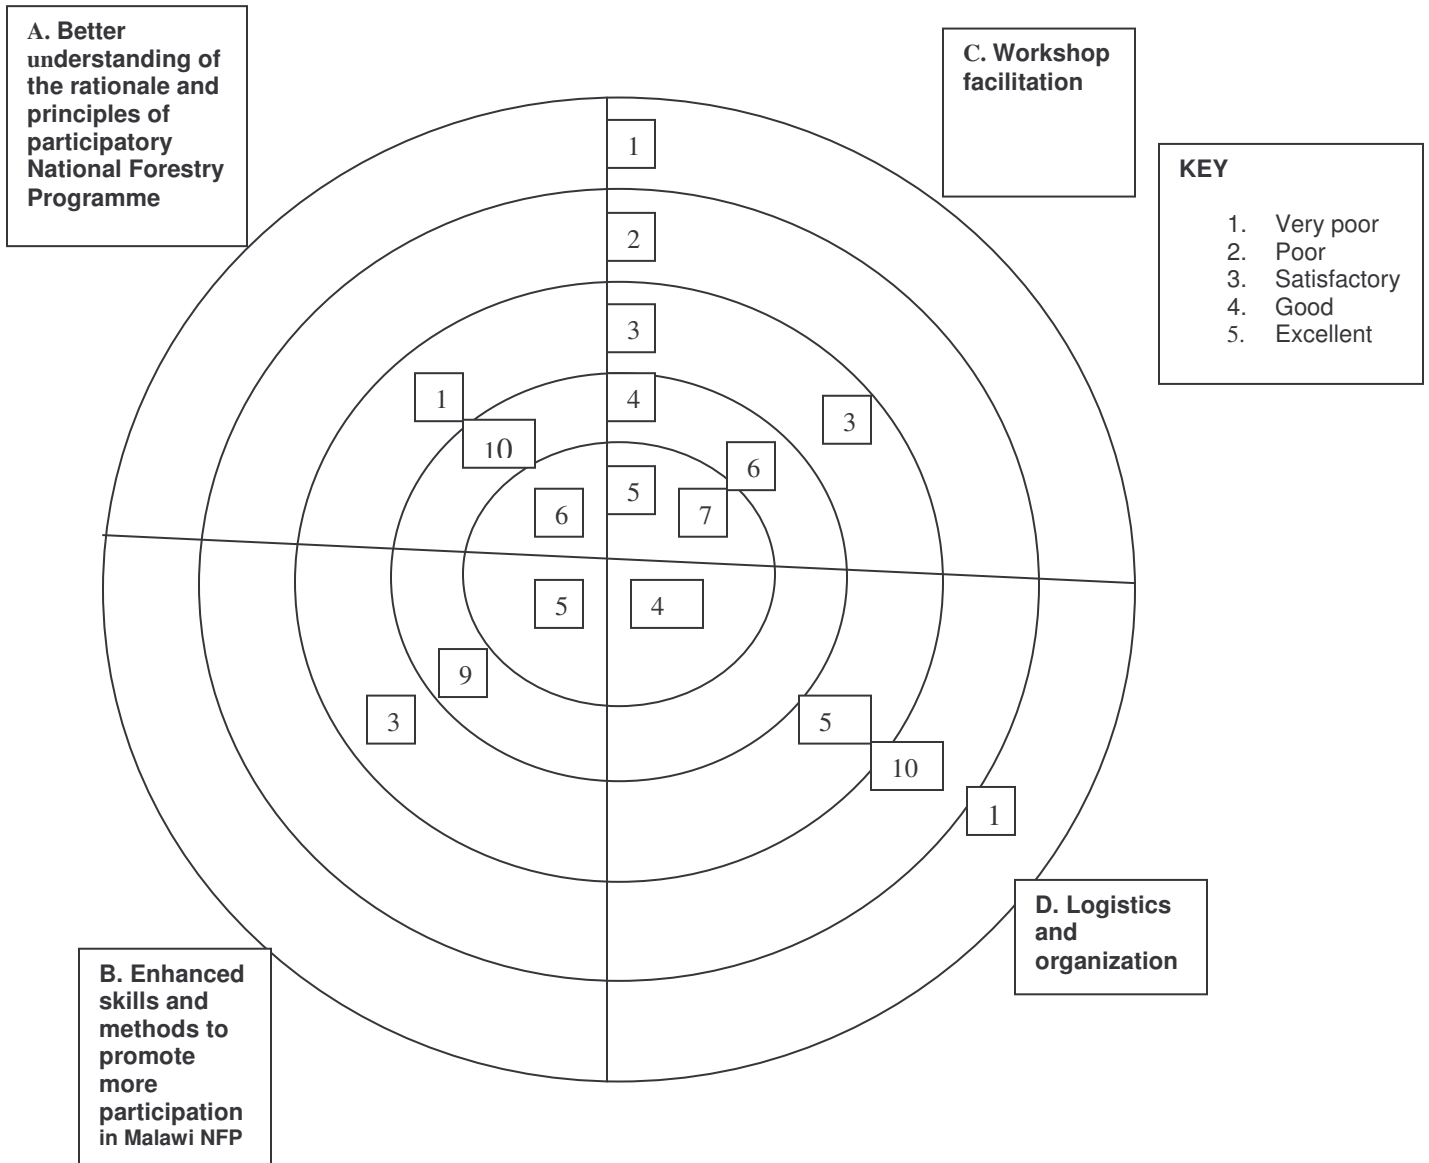 A. Better
understanding of
the rationale and
principles of
participatory
National Forestry
Programme
C. Workshop
facilitation
KEY
1. Very poor
2. Poor
3. Satisfactory
4. Good
5. Excellent
1
2
3
4
5
1
10
6
3
6
7
5
9
3
4
5
10
1
B. Enhanced
skills and
methods to
promote
more
participation
in Malawi NFP
D. Logistics
and
organization